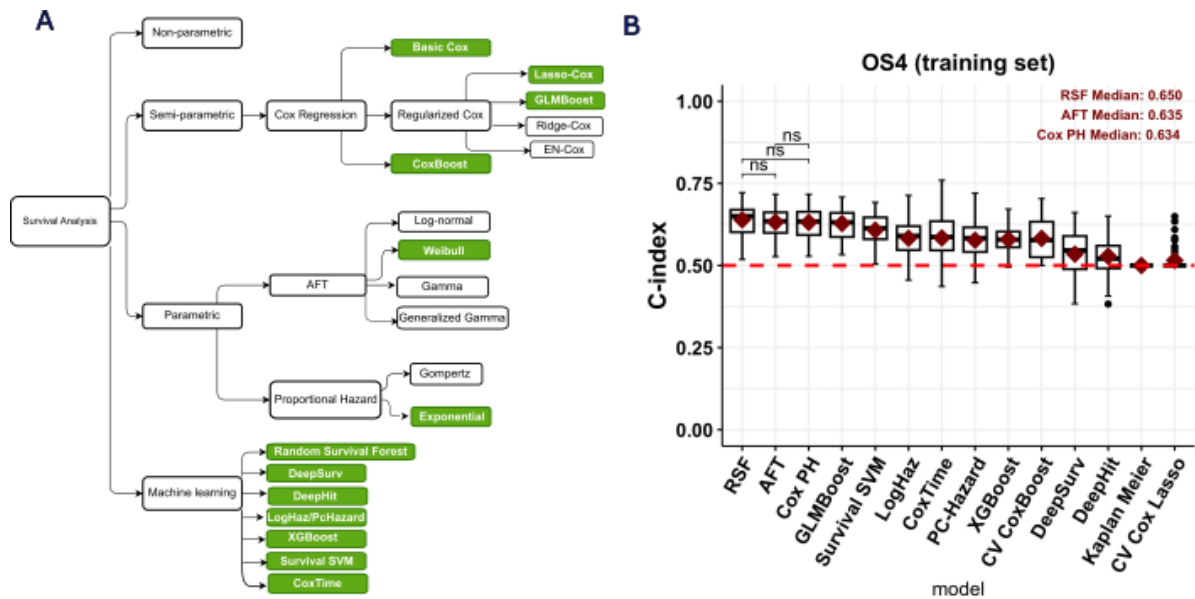 A
Non-parametric
Basic Cox
Lasso-Cox
GLMBoost
Semi-parametric
Cox Regression
Regularized Cox
Ridge-Cox
EN-Cox
CoxBoost
Survival Analysis
Log-normal
Weibull
AFT
Gamma
Generalized Gamma
Parametric
Gompertz
Proportional Hazard
Exponential
Random Survival Forest
DeepSurv
Machine learning
DeepHit
LogHaz/PcHazard
XGBoost
Survival SVM
CoxTime
B
OS4 (training set)
RSF Median: 0.650
AFT Median: 0.635
Cox PH Median: 0.634
ns
ns
ns
C-index
1.00
0.75
0.50
0.25
0.00
RSF
AFT
Cox PH
GLMBoost
Survival SVM
LogHaz
CoxTime
PC-Hazard
XGBoost
CV CoxBoost
DeepSurv
DeepHit
Kaplan Meier
CV Cox Lasso
model